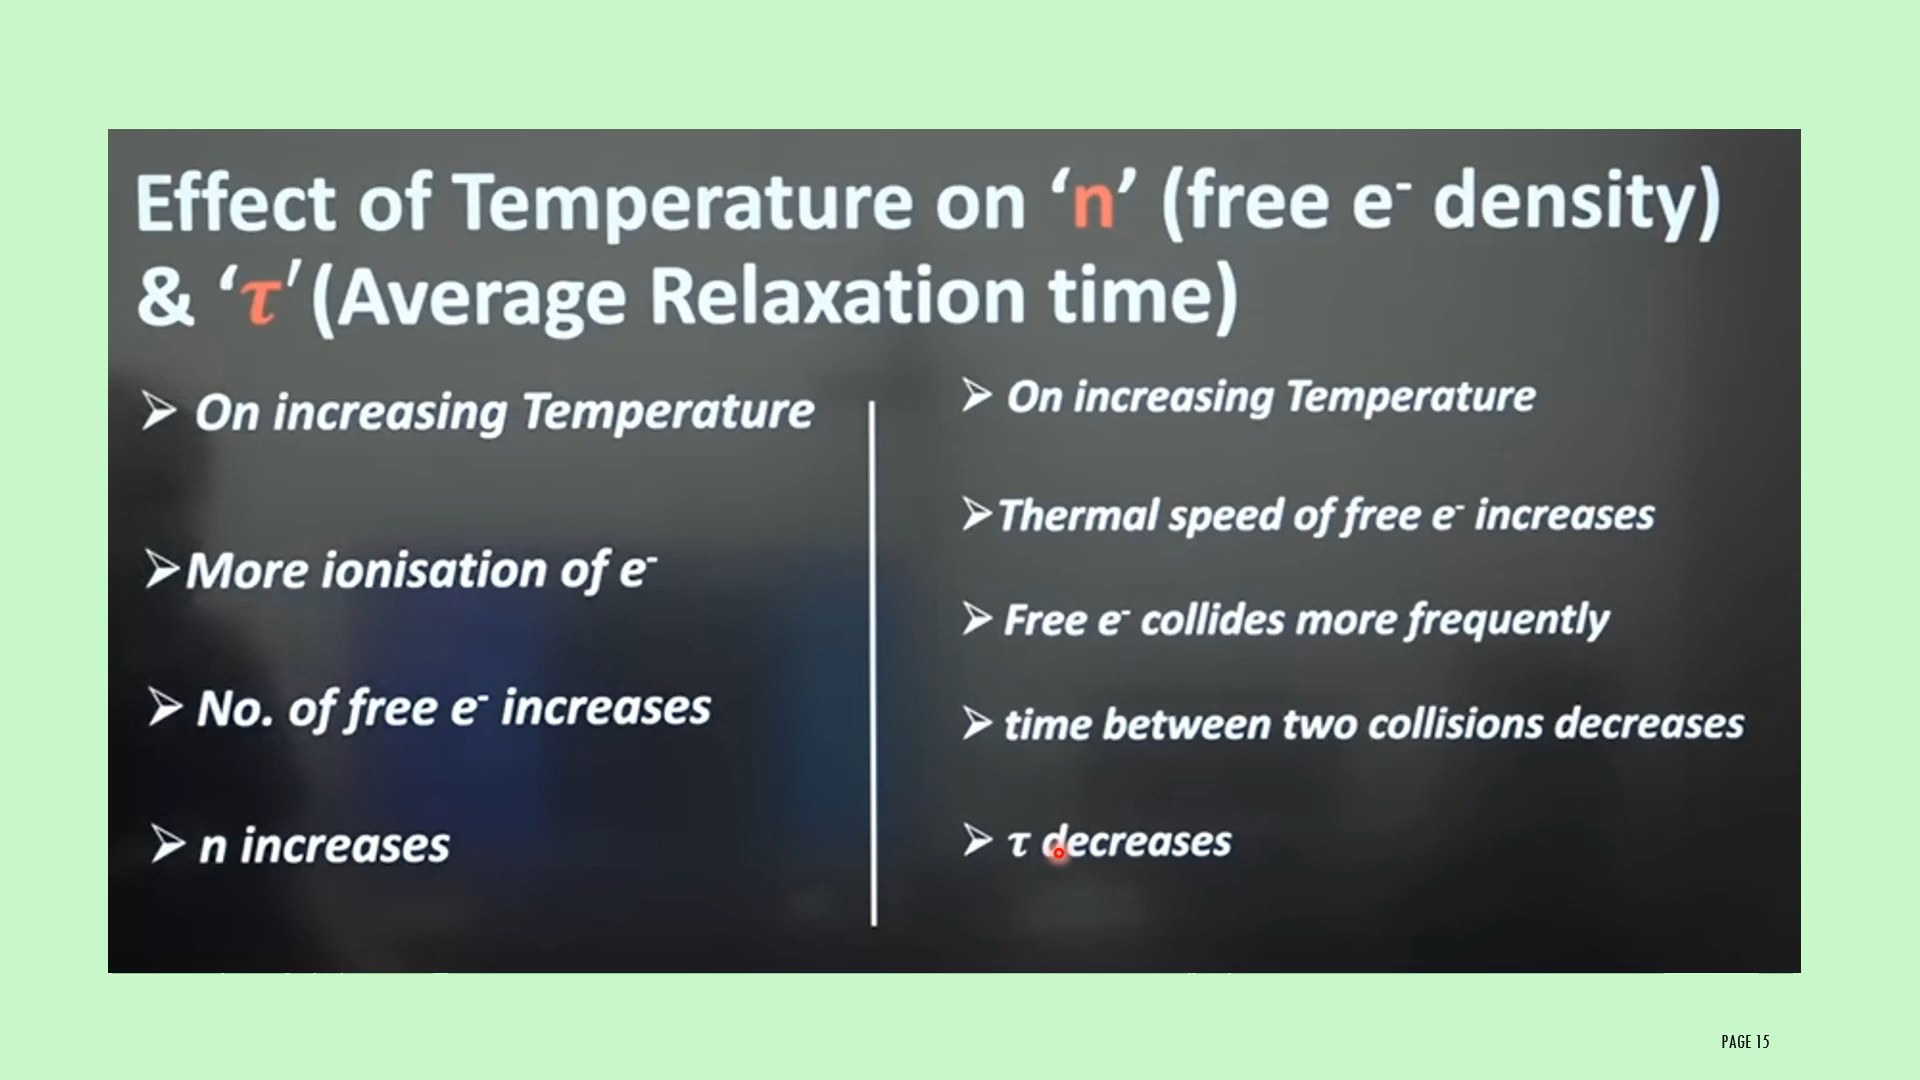 Effect of Temperature on ‘n’ (free e⁻ density)
& ‘τ’(Average Relaxation time)
➢ On increasing Temperature
➢More ionisation of e⁻
➢ No. of free e⁻ increases
➢ n increases
➢ On increasing Temperature
➢Thermal speed of free e⁻ increases
➢ Free e⁻ collides more frequently
➢ time between two collisions decreases
➢ τ decreases
PAGE 15